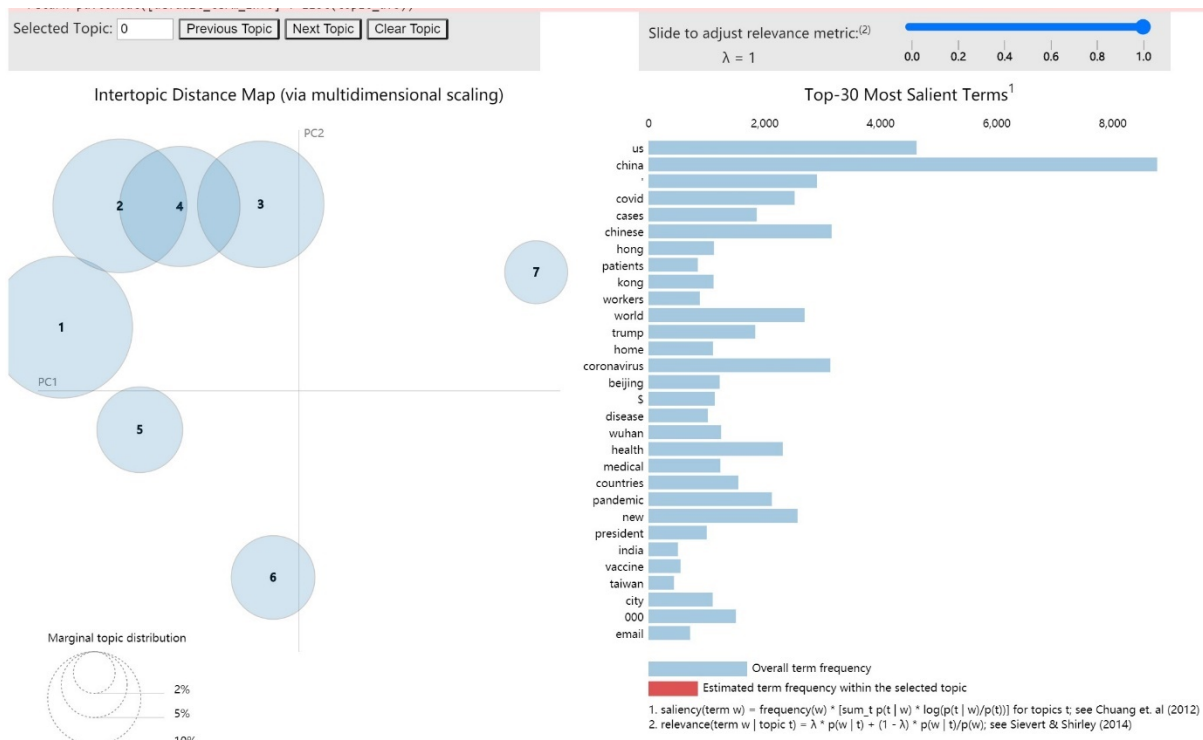 Selected Topic: 0 Previous Topic Next Topic Clear Topic
Slide to adjust relevance metric:(2)
λ = 1
0.0 0.2 0.4 0.6 0.8 1.0
Intertopic Distance Map (via multidimensional scaling)
PC2
PC1
2
4
3
7
1
5
6
Marginal topic distribution
2%
5%
10%
Top-30 Most Salient Terms1
0 2,000 4,000 6,000 8,000
us
china
'
covid
cases
chinese
hong
patients
kong
workers
world
trump
home
coronavirus
beijing
$
disease
wuhan
health
medical
countries
pandemic
new
president
india
vaccine
taiwan
city
000
email
Overall term frequency
Estimated term frequency within the selected topic
1. saliency(term w) = frequency(w) * [sum_t p(t | w) * log(p(t | w)/p(t))] for topics t; see Chuang et. al (2012)
2. relevance(term w | topic t) = λ * p(w | t) + (1 - λ) * p(w | t)/p(w); see Sievert & Shirley (2014)